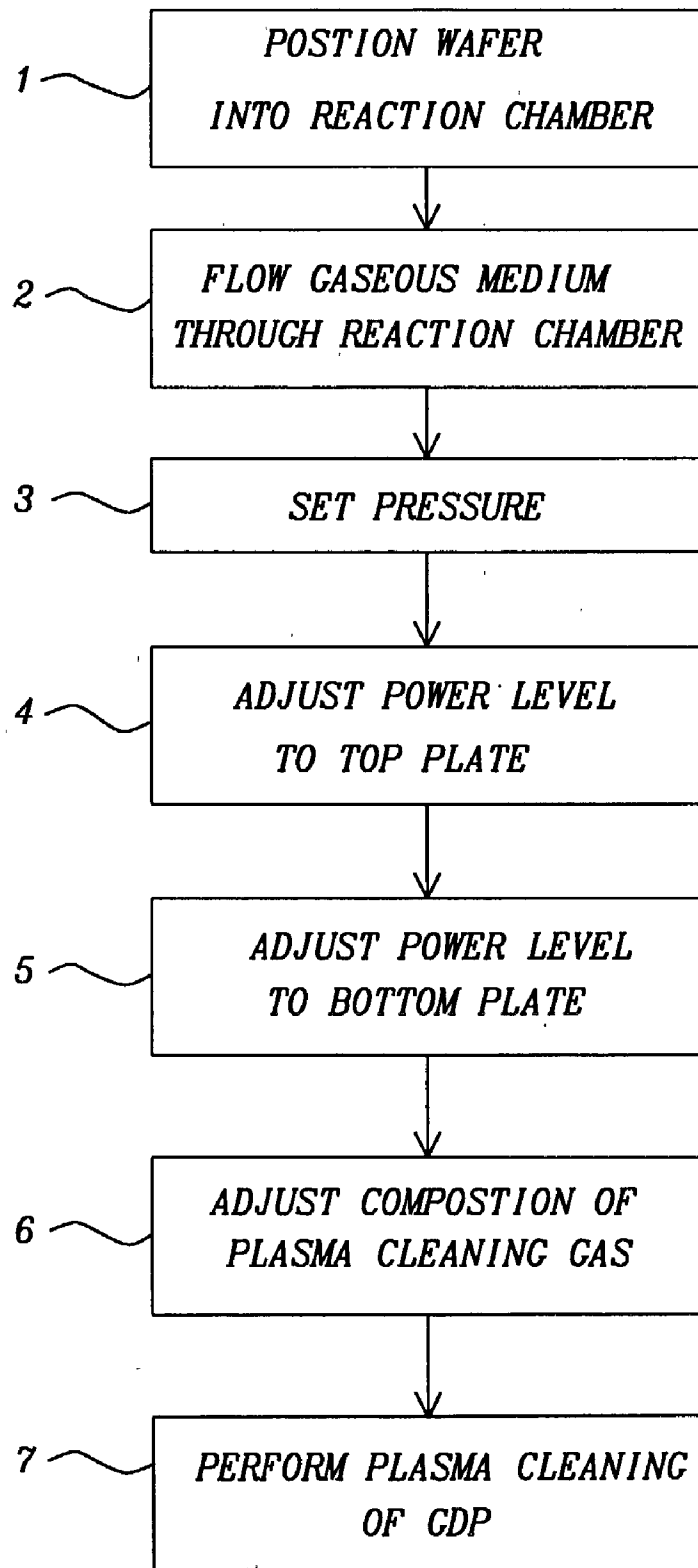 1
POSTION WAFER
INTO REACTION CHAMBER
2
FLOW GASEOUS MEDIUM
THROUGH REACTION CHAMBER
3
SET PRESSURE
4
ADJUST POWER LEVEL
TO TOP PLATE
5
ADJUST POWER LEVEL
TO BOTTOM PLATE
6
ADJUST COMPOSTION OF
PLASMA CLEANING GAS
7
PERFORM PLASMA CLEANING
OF GDP